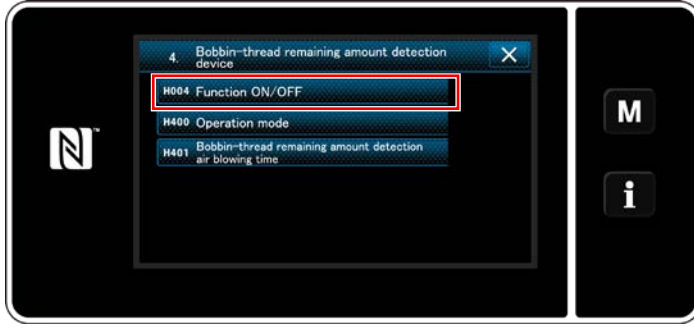 4. Bobbin-thread remaining amount detection
device
H004 Function ON/OFF
H400 Operation mode
H401 Bobbin-thread remaining amount detection
air blowing time
M
i
N